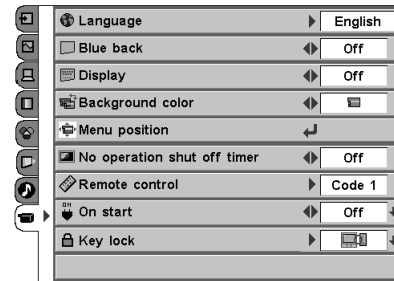 Language English
Blue back Off
Display Off
Background color
Menu position
No operation shut off timer Off
Remote control Code 1
ON
On start Off
Key lock